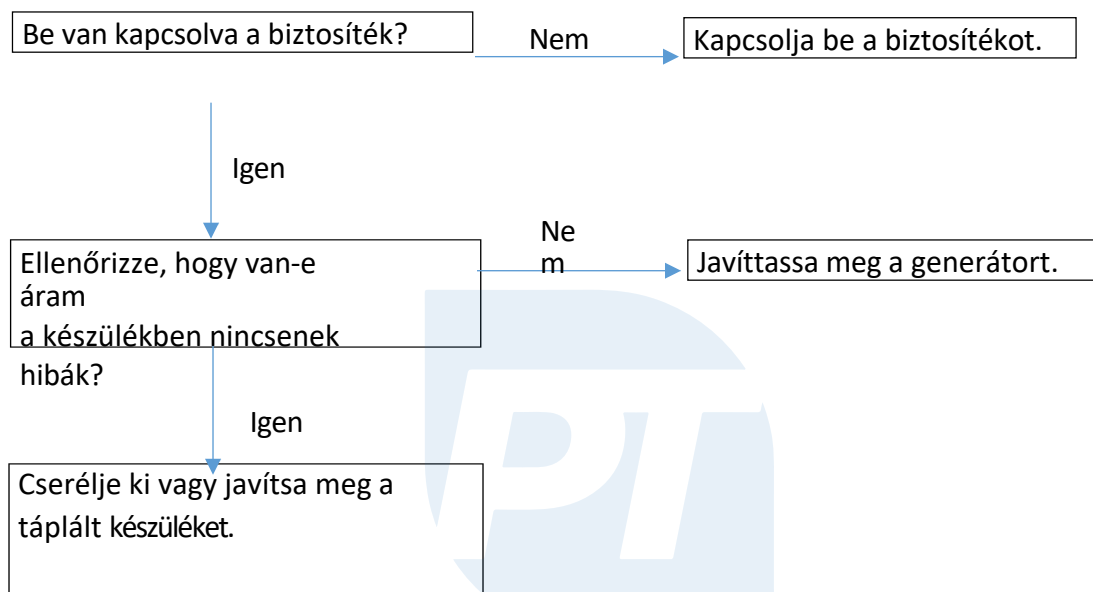 Be van kapcsolva a biztosíték?
Nem
Kapcsolja be a biztosítékot.
Igen
Ellenőrizze, hogy van-e
áram
a készülékben nincsenek
hibák?
Ne
m
Javíttassa meg a generátort.
Igen
Cserélje ki vagy javítsa meg a
táplált készüléket.
PT